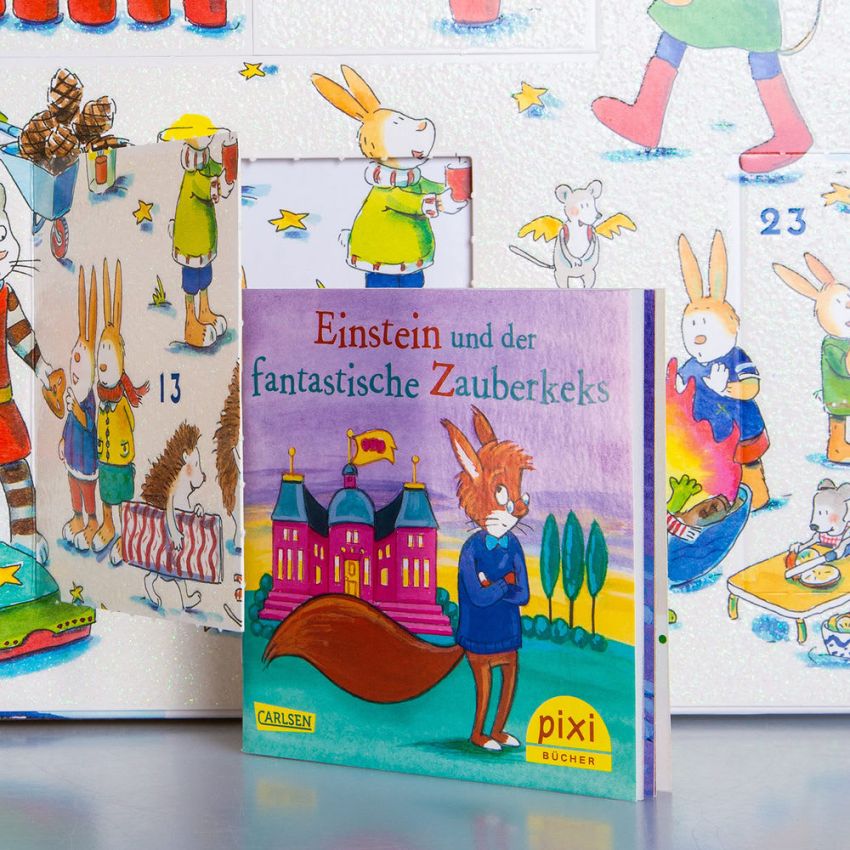 23
13
Einstein und der
fantastische Zauberkeks
CARLSEN
pixi
BÜCHER